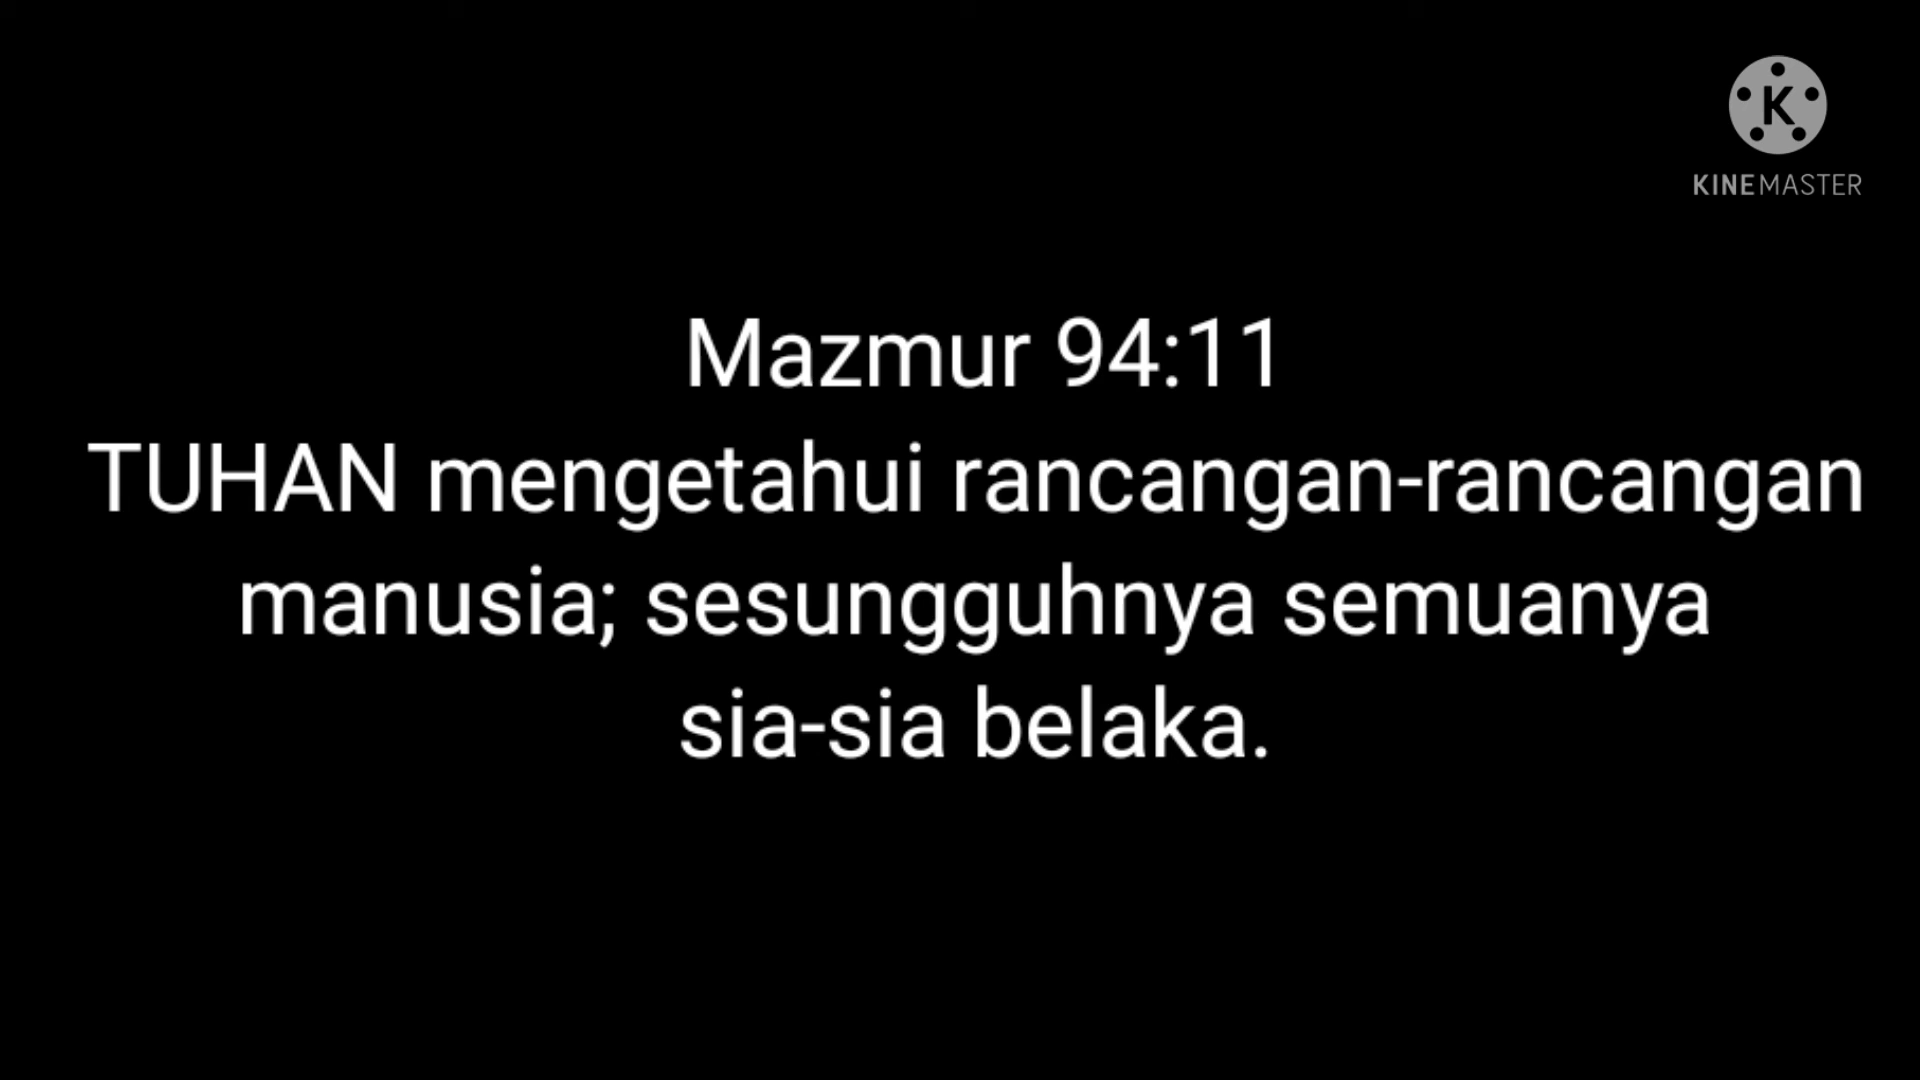 K
KINEMASTER
Mazmur 94:11
TUHAN mengetahui rancangan-rancangan
manusia; sesungguhnya semuanya
sia-sia belaka.